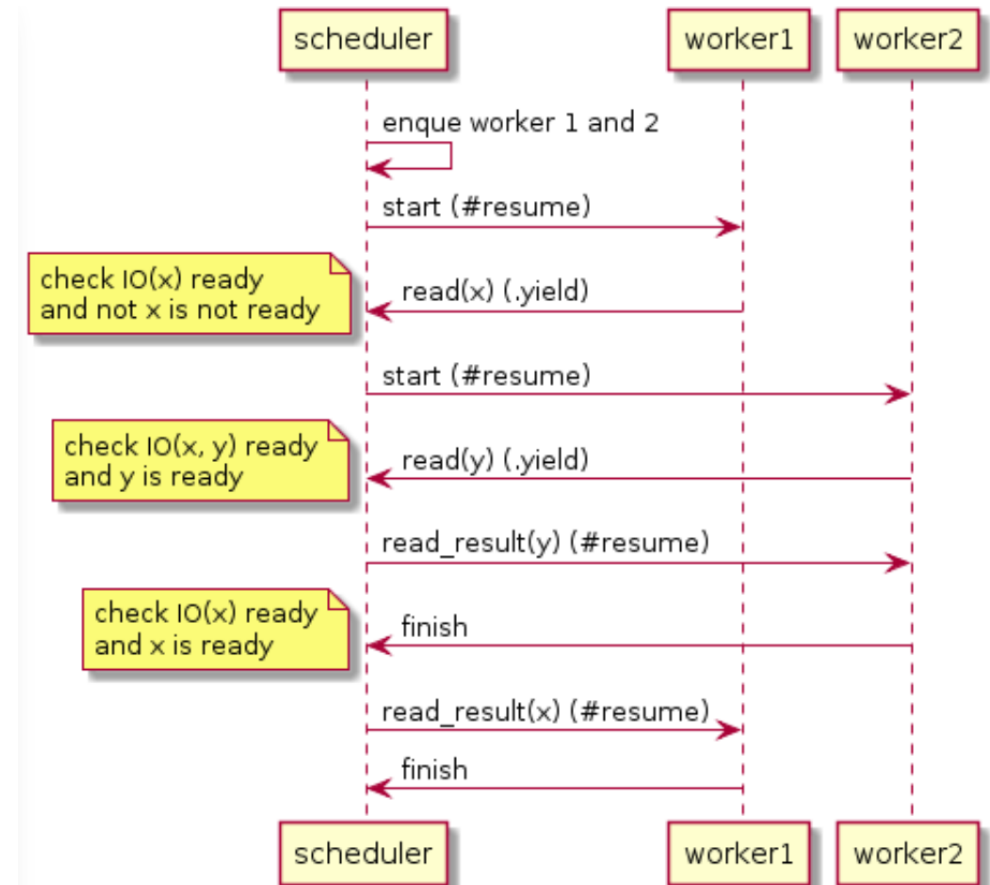 scheduler worker1 worker2
enque worker 1 and 2
start (#resume)
check IO(x) ready
and not x is not ready
read(x) (.yield)
start (#resume)
check IO(x, y) ready
and y is ready
read(y) (.yield)
read_result(y) (#resume)
check IO(x) ready
and x is ready
finish
read_result(x) (#resume)
finish
scheduler worker1 worker2